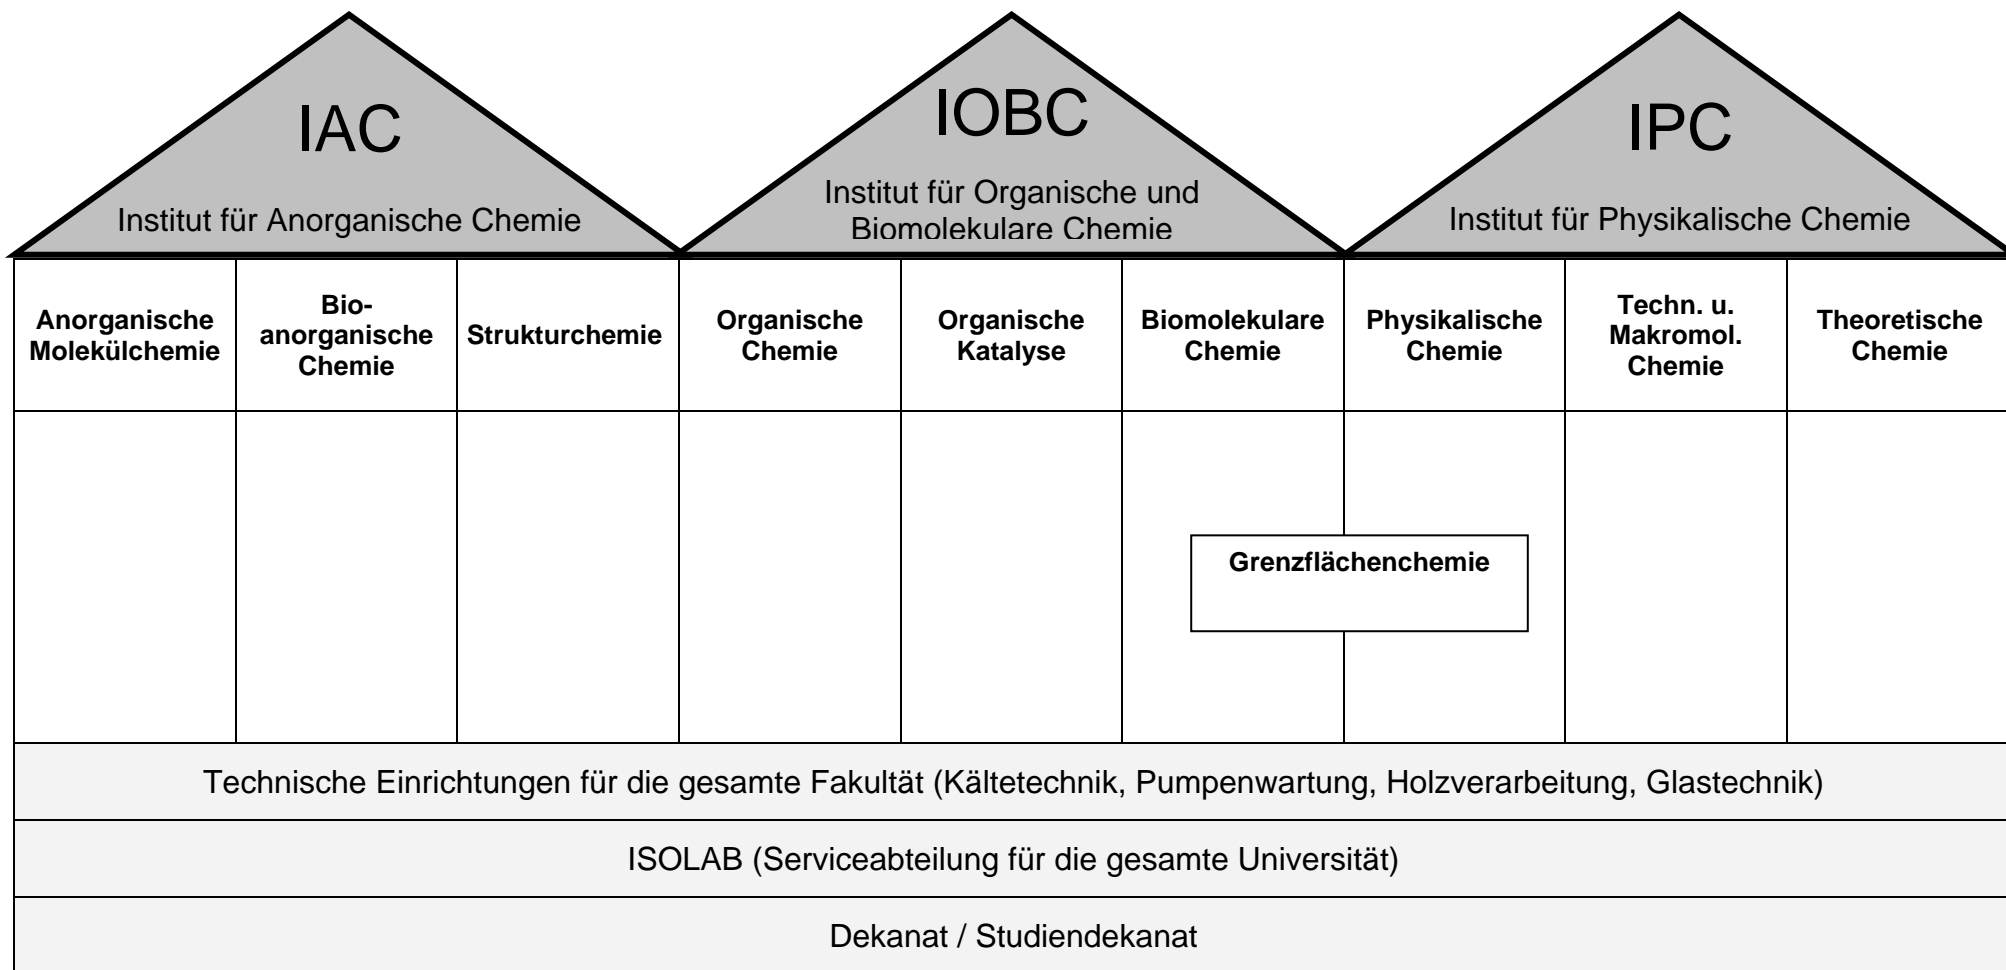 IAC
Institut für Anorganische Chemie
IOBC
Institut für Organische und
Biomolekulare Chemie
IPC
Institut für Physikalische Chemie
Anorganische
Molekülchemie
Bio-
anorganische
Chemie
Strukturchemie
Organische
Chemie
Organische
Katalyse
Biomolekulare
Chemie
Physikalische
Chemie
Techn. u.
Makromol.
Chemie
Theoretische
Chemie
Grenzflächenchemie
Technische Einrichtungen für die gesamte Fakultät (Kältetechnik, Pumpenwartung, Holzverarbeitung, Glastechnik)
ISOLAB (Serviceabteilung für die gesamte Universität)
Dekanat / Studiendekanat